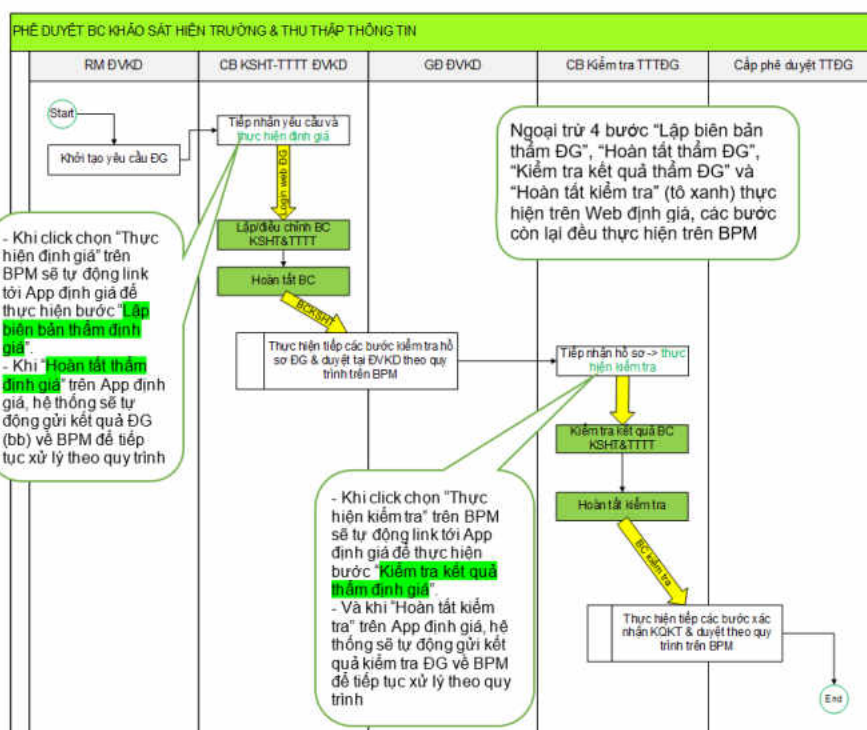 PHÊ DUYỆT BC KHẢO SÁT HIỆN TRƯỜNG & THU THẬP THÔNG TIN
RM ĐVKD
CB KSHT-TTTT ĐVKD
GĐ ĐVKD
CB Kiểm tra TTTĐG
Cấp phê duyệt TTĐG
Start
Khởi tạo yêu cầu ĐG
Tiếp nhận yêu cầu và
thực hiện định giá
Login web ĐG
Lập/điều chỉnh BC
KSHT&TTTT
Hoàn tất BC
BCKSHT
Thực hiện tiếp các bước kiểm tra hồ
sơ ĐG & duyệt tại ĐVKD theo quy
trình trên BPM
Ngoại trừ 4 bước “Lập biên bản
thẩm ĐG”, “Hoàn tất thẩm ĐG”,
“Kiểm tra kết quả thẩm ĐG” và
“Hoàn tất kiểm tra” (tô xanh) thực
hiện trên Web định giá, các bước
còn lại đều thực hiện trên BPM
- Khi click chọn “Thực
hiện định giá” trên
BPM sẽ tự động link
tới App định giá để
thực hiện bước “Lập
biên bản thẩm định
giá”.
- Khi “Hoàn tất thẩm
định giá” trên App định
giá, hệ thống sẽ tự
động gửi kết quả ĐG
(bb) về BPM để tiếp
tục xử lý theo quy trình
Tiếp nhận hồ sơ -> thực
hiện kiểm tra
Kiểm tra kết quả BC
KSHT&TTTT
Hoàn tất kiểm tra
BC kiểm tra
- Khi click chọn “Thực
hiện kiểm tra” trên BPM
sẽ tự động link tới App
định giá để thực hiện
bước “Kiểm tra kết quả
thẩm định giá”.
- Và khi “Hoàn tất kiểm
tra” trên App định giá, hệ
thống sẽ tự động gửi kết
quả kiểm tra ĐG về BPM
để tiếp tục xử lý theo quy
trình
Thực hiện tiếp các bước xác
nhận KQKT & duyệt theo quy
trình trên BPM
End